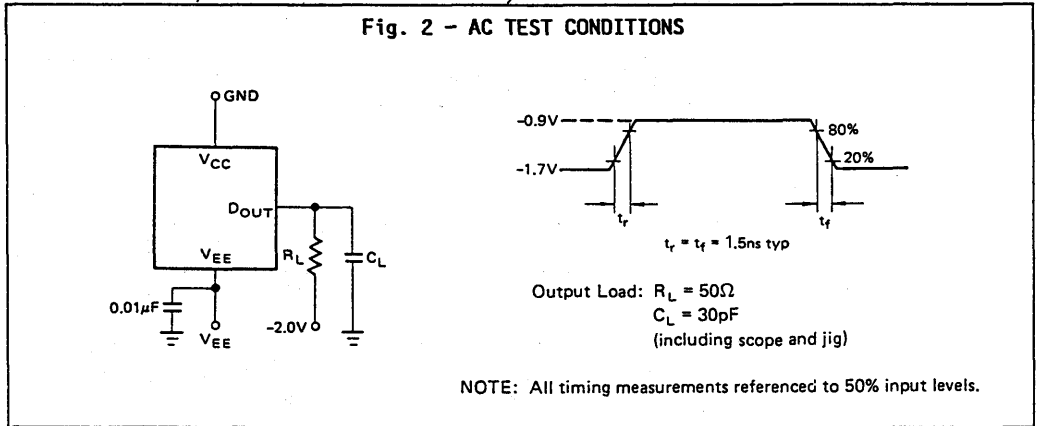 Fig. 2 - AC TEST CONDITIONS
GND
VCC
DOUT
VEE
RL
CL
0.01µF
VEE
-2.0V
-0.9V
80%
-1.7V
20%
tr
tf
tr = tf = 1.5ns typ
Output Load: RL = 50Ω
CL = 30pF
(including scope and jig)
NOTE: All timing measurements referenced to 50% input levels.